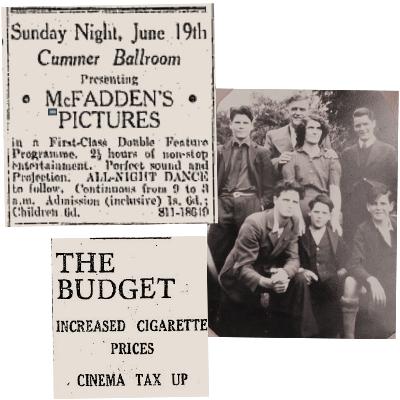 Sunday Night, June 19th
Cummer Ballroom
Presenting
• McFADDEN'S •
PICTURES
in a First-Class Double Feature
Programme. 2½ hours of non-stop
entertainment. Perfect sound and
Projection. ALL-NIGHT DANCE
to follow. Continuous from 9 to 3
a.m. Admission (inclusive) 1s. 6d.;
Children 6d. 811-18619
THE
BUDGET
INCREASED CIGARETTE
PRICES
CINEMA TAX UP